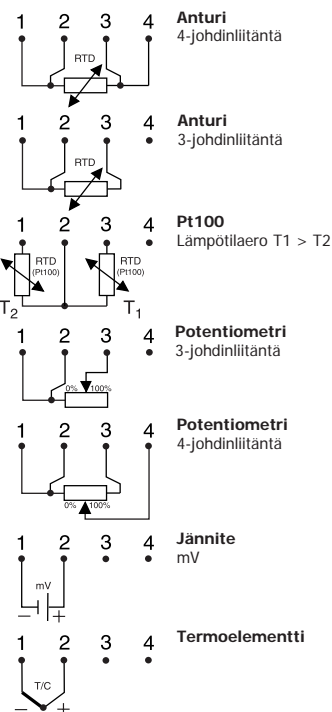 1 2 3 4 Anturi
4-johdinliitäntä
RTD
1 2 3 4 Anturi
3-johdinliitäntä
RTD
1 2 3 4 Pt100
Lämpötilaero T1 > T2
RTD (Pt100) RTD (Pt100)
T2 T1
1 2 3 4 Potentiometri
3-johdinliitäntä
0% 100%
1 2 3 4 Potentiometri
4-johdinliitäntä
0% 100%
1 2 3 4 Jännite
mV
mV
– +
1 2 3 4 Termoelementti
T/C
– +